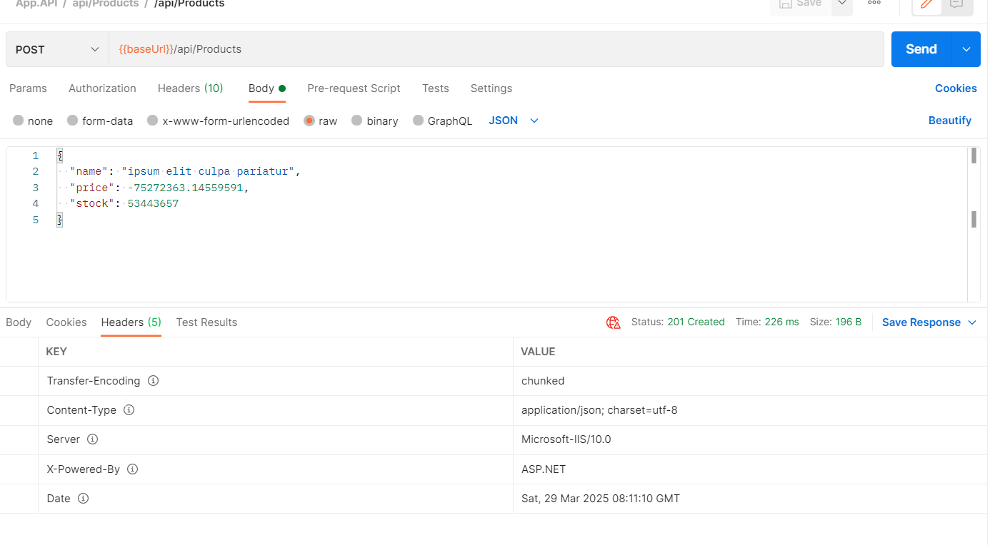 App.API / api/Products / /api/Products
Save
POST
{{baseUrl}}/api/Products
Send
Params Authorization Headers (10) Body Pre-request Script Tests Settings Cookies
none form-data x-www-form-urlencoded raw binary GraphQL JSON Beautify
1 {
2 "name": "ipsum elit culpa pariatur",
3 "price": -75272363.14559591,
4 "stock": 53443657
5 }
Body Cookies Headers (5) Test Results Status: 201 Created Time: 226 ms Size: 196 B Save Response
KEY VALUE
Transfer-Encoding chunked
Content-Type application/json; charset=utf-8
Server Microsoft-IIS/10.0
X-Powered-By ASP.NET
Date Sat, 29 Mar 2025 08:11:10 GMT